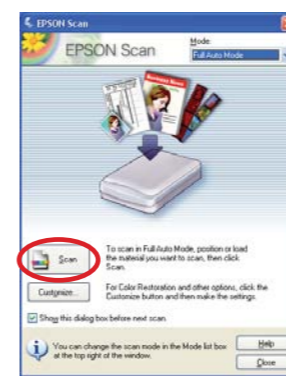 EPSON Scan
EPSON Scan
Mode:
Full Auto Mode
Scan
To scan in Full Auto Mode, position or load
the material you want to scan, then click
Scan.
Customize...
For Color Restoration and other options, click the
Customize button and then make the settings.
Show this dialog box before next scan.
You can change the scan mode in the Mode list box
at the top right of the window.
Help
Close